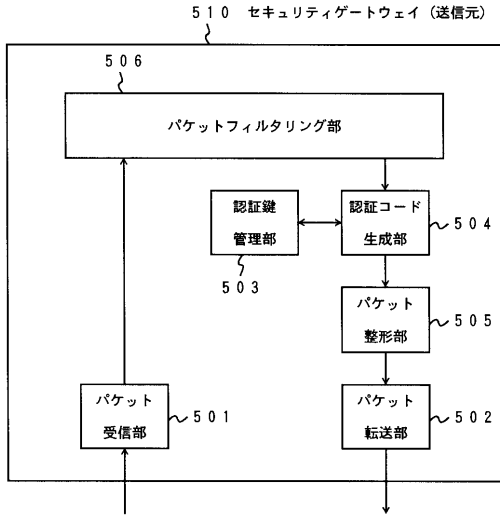 510 セキュリティゲートウェイ(送信元)
506
パケットフィルタリング部
認証鍵
管理部
503
認証コード
生成部
504
パケット
整形部
505
パケット
受信部
501
パケット
転送部
502